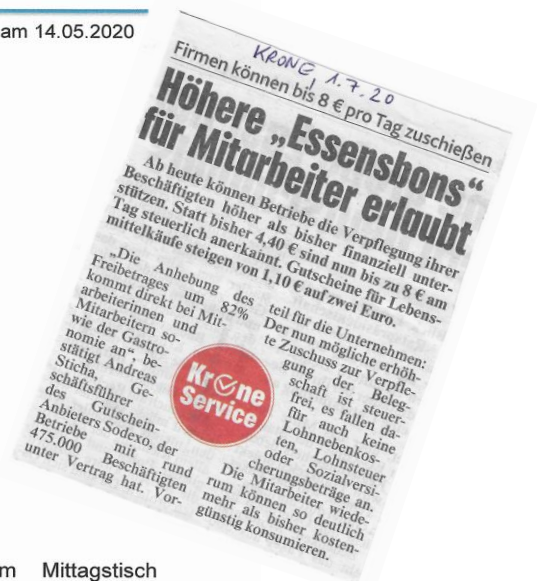 am 14.05.2020
KRONE, 1.7.20
Firmen können bis 8 € pro Tag zuschießen
Höhere „Essensbons“
für Mitarbeiter erlaubt
Ab heute können Betriebe die Verpflegung ihrer
Beschäftigten höher als bisher finanziell unter-
stützen. Statt bisher 4,40 € sind nun bis zu 8 € am
Tag steuerlich anerkannt. Gutscheine für Lebens-
mittelkäufe steigen von 1,10 € auf zwei Euro.
„Die Anhebung des
Freibetrages um 82%
kommt direkt bei Mit-
arbeiterinnen und
Mitarbeitern so-
wie der Gastro-
nomie an“, be-
stätigt Andreas
Sticha, Ge-
schäftsführer
des Gutschein-
Anbieters Sodexo, der
Betriebe mit rund
475.000 Beschäftigten
unter Vertrag hat. Vor-
teil für die Unternehmen:
Der nun mögliche erhöh-
te Zuschuss zur Verpfle-
gung der Beleg-
schaft ist steuer-
frei, es fallen da-
für auch keine
Lohnnebenkos-
ten, Lohnsteuer
oder Sozialversi-
cherungsbeträge an.
Die Mitarbeiter wiede-
rum können so deutlich
mehr als bisher kosten-
günstig konsumieren.
Krone
Service
m Mittagstisch